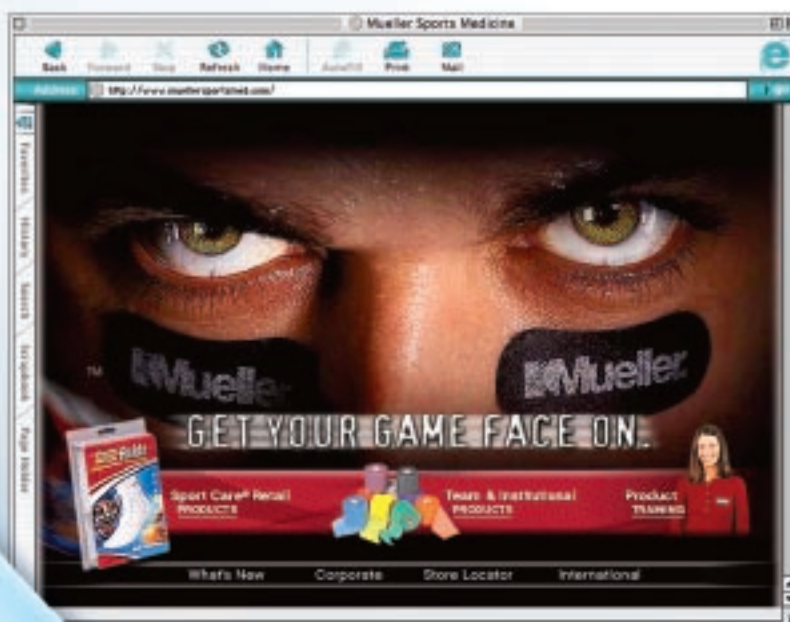 Mueller Sports Medicine
Back Forward Stop Refresh Home AutoFill Print Mail
Address http://www.muellersportsmed.com/
Favorites
History
Search
Scrapbook
Page Holder
Mueller Mueller
TM
GET YOUR GAME FACE ON.
Sport Care® Retail
PRODUCTS
Team & Institutional
PRODUCTS
Product
TRAINING
What's New Corporate Store Locator International